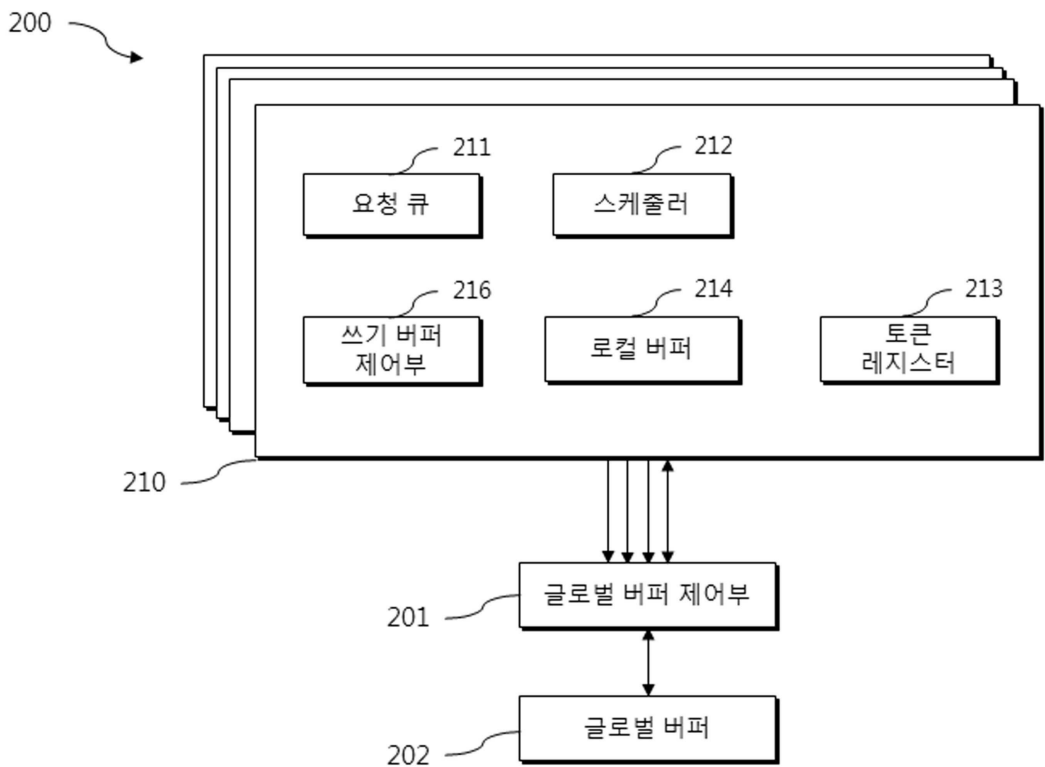 200
211
212
요청 큐
스케줄러
216
214
213
쓰기 버퍼
제어부
로컬 버퍼
토큰
레지스터
210
글로벌 버퍼 제어부
201
글로벌 버퍼
202